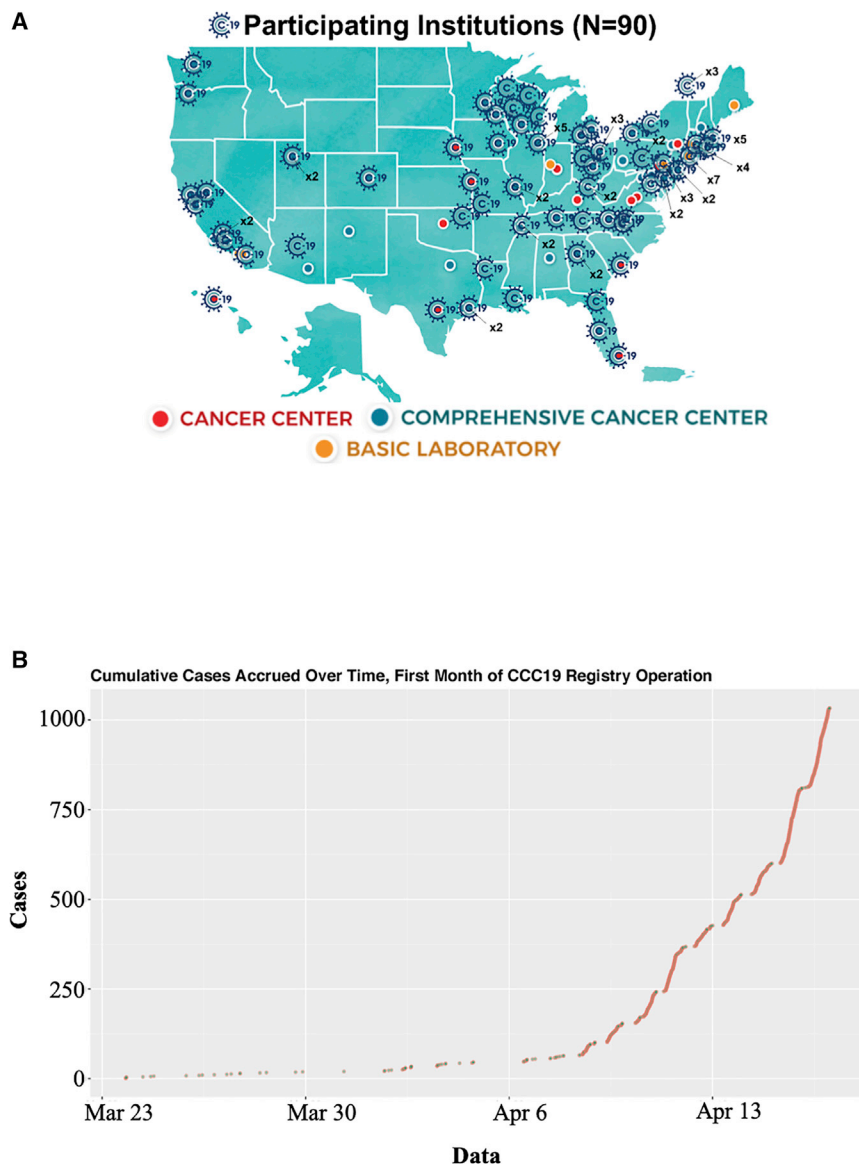 A
C-19 Participating Institutions (N=90)
x3
x3
x5
x2
x5
x4
x7
x2
x3
x2
x2
x2
x2
x2
x2
x2
x2
CANCER CENTER
COMPREHENSIVE CANCER CENTER
BASIC LABORATORY
B
Cumulative Cases Accrued Over Time, First Month of CCC19 Registry Operation
1000
750
500
250
0
Cases
Mar 23
Mar 30
Apr 6
Apr 13
Data